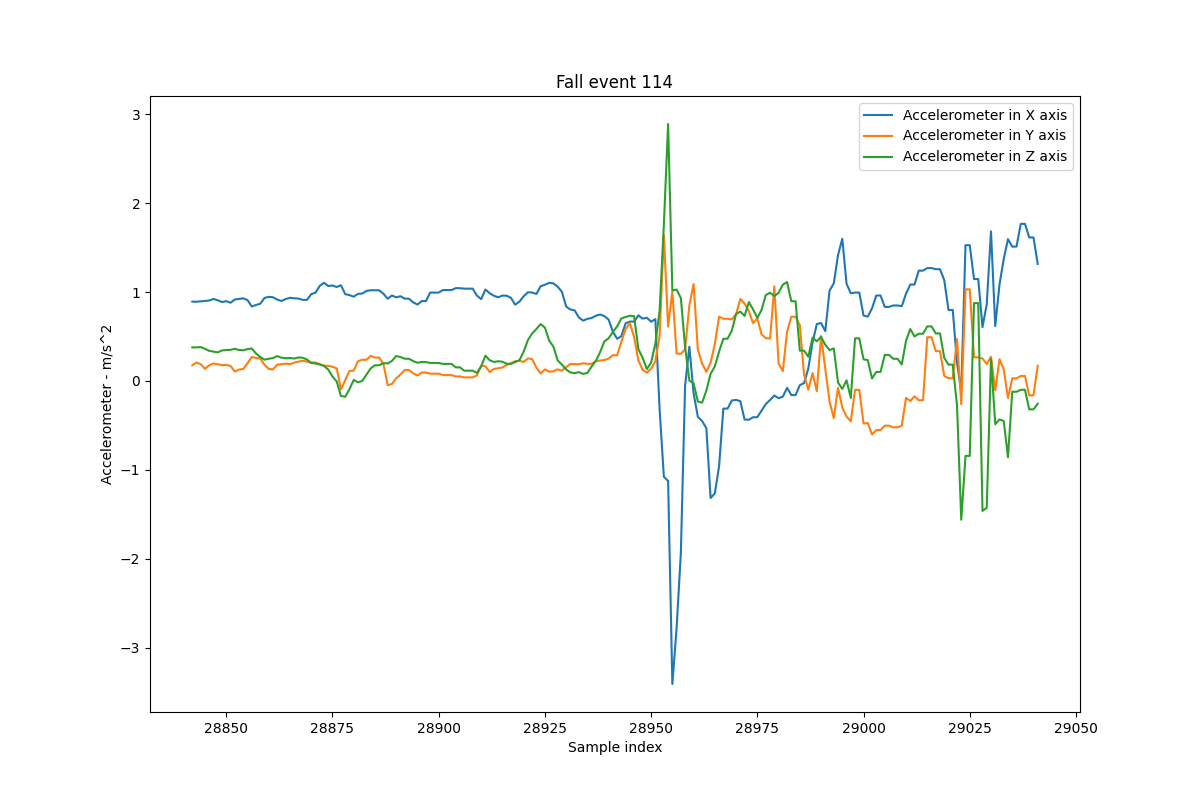 Fall event 114
Accelerometer in X axis
Accelerometer in Y axis
Accelerometer in Z axis
Accelerometer - m/s^2
3
2
1
0
−1
−2
−3
28850 28875 28900 28925 28950 28975 29000 29025 29050
Sample index